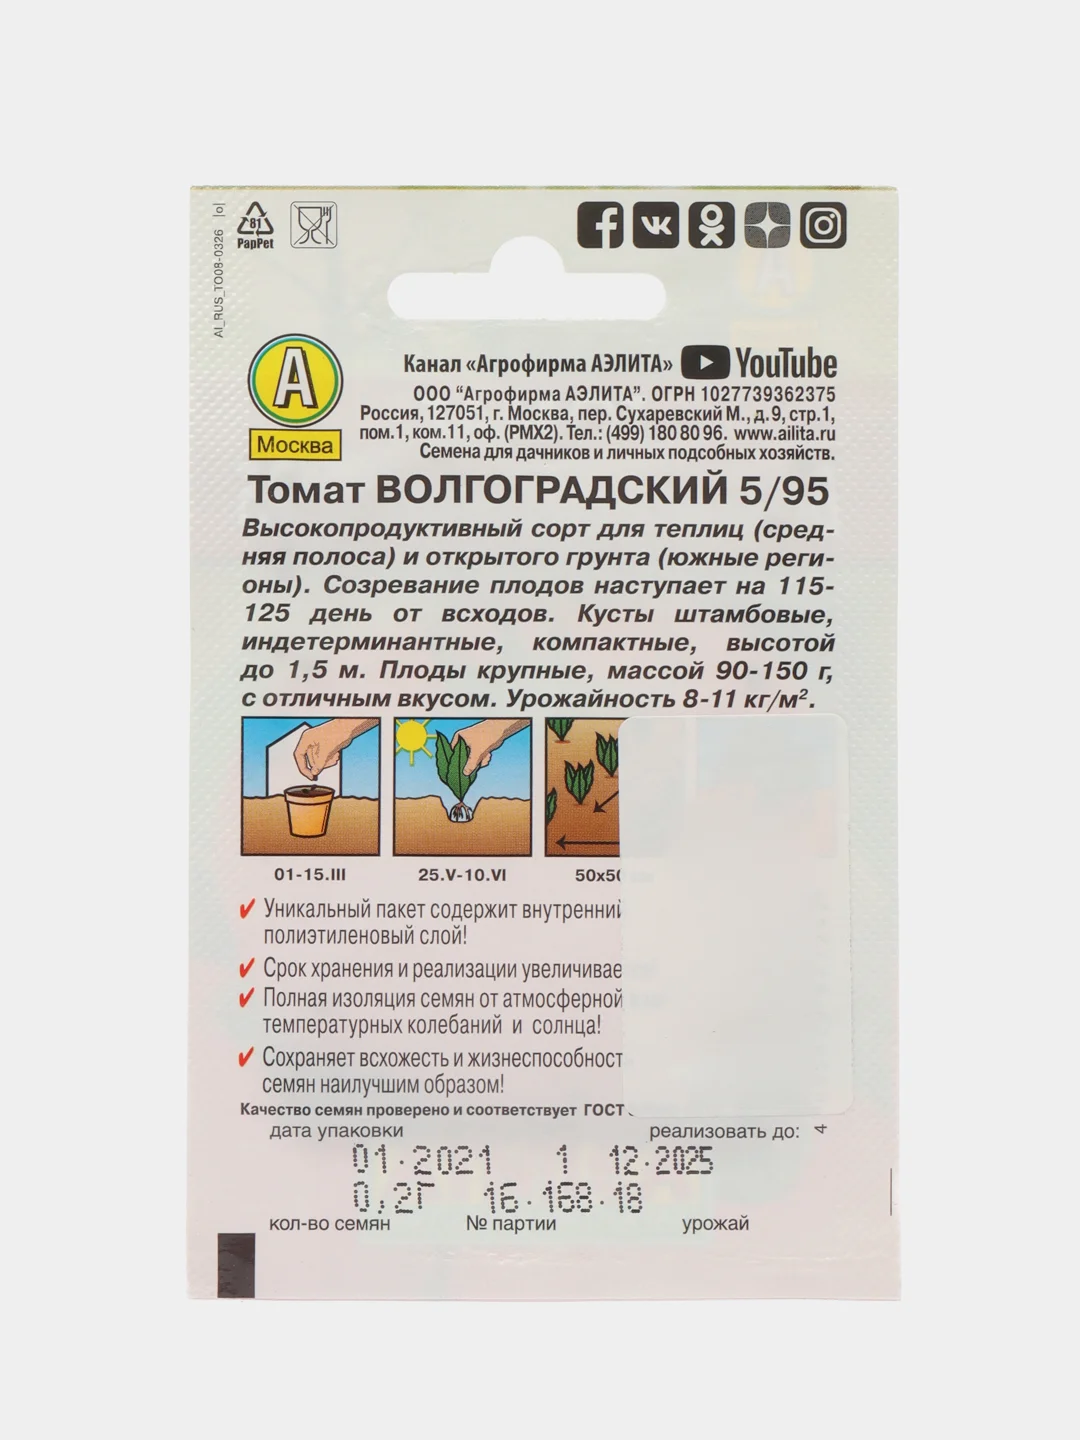 AI_RUS_TO08-0326 |o|
81
PapPet
А
Москва
Канал «Агрофирма АЭЛИТА» YouTube
ООО “Агрофирма АЭЛИТА”. ОГРН 1027739362375
Россия, 127051, г. Москва, пер. Сухаревский М., д. 9, стр.1,
пом.1, ком.11, оф. (РМХ2). Тел.: (499) 180 80 96. www.ailita.ru
Семена для дачников и личных подсобных хозяйств.
Томат ВОЛГОГРАДСКИЙ 5/95
Высокопродуктивный сорт для теплиц (сред-
няя полоса) и открытого грунта (южные реги-
оны). Созревание плодов наступает на 115-
125 день от всходов. Кусты штамбовые,
индетерминантные, компактные, высотой
до 1,5 м. Плоды крупные, массой 90-150 г,
с отличным вкусом. Урожайность 8-11 кг/м².
01-15.III 25.V-10.VI 50x50
Уникальный пакет содержит внутренний
полиэтиленовый слой!
Срок хранения и реализации увеличивае
Полная изоляция семян от атмосферной
температурных колебаний и солнца!
Сохраняет всхожесть и жизнеспособност
семян наилучшим образом!
Качество семян проверено и соответствует ГОСТ
дата упаковки реализовать до: 4
01.2021 1 12.2025
0,2Г 16.168.18
кол-во семян № партии урожай